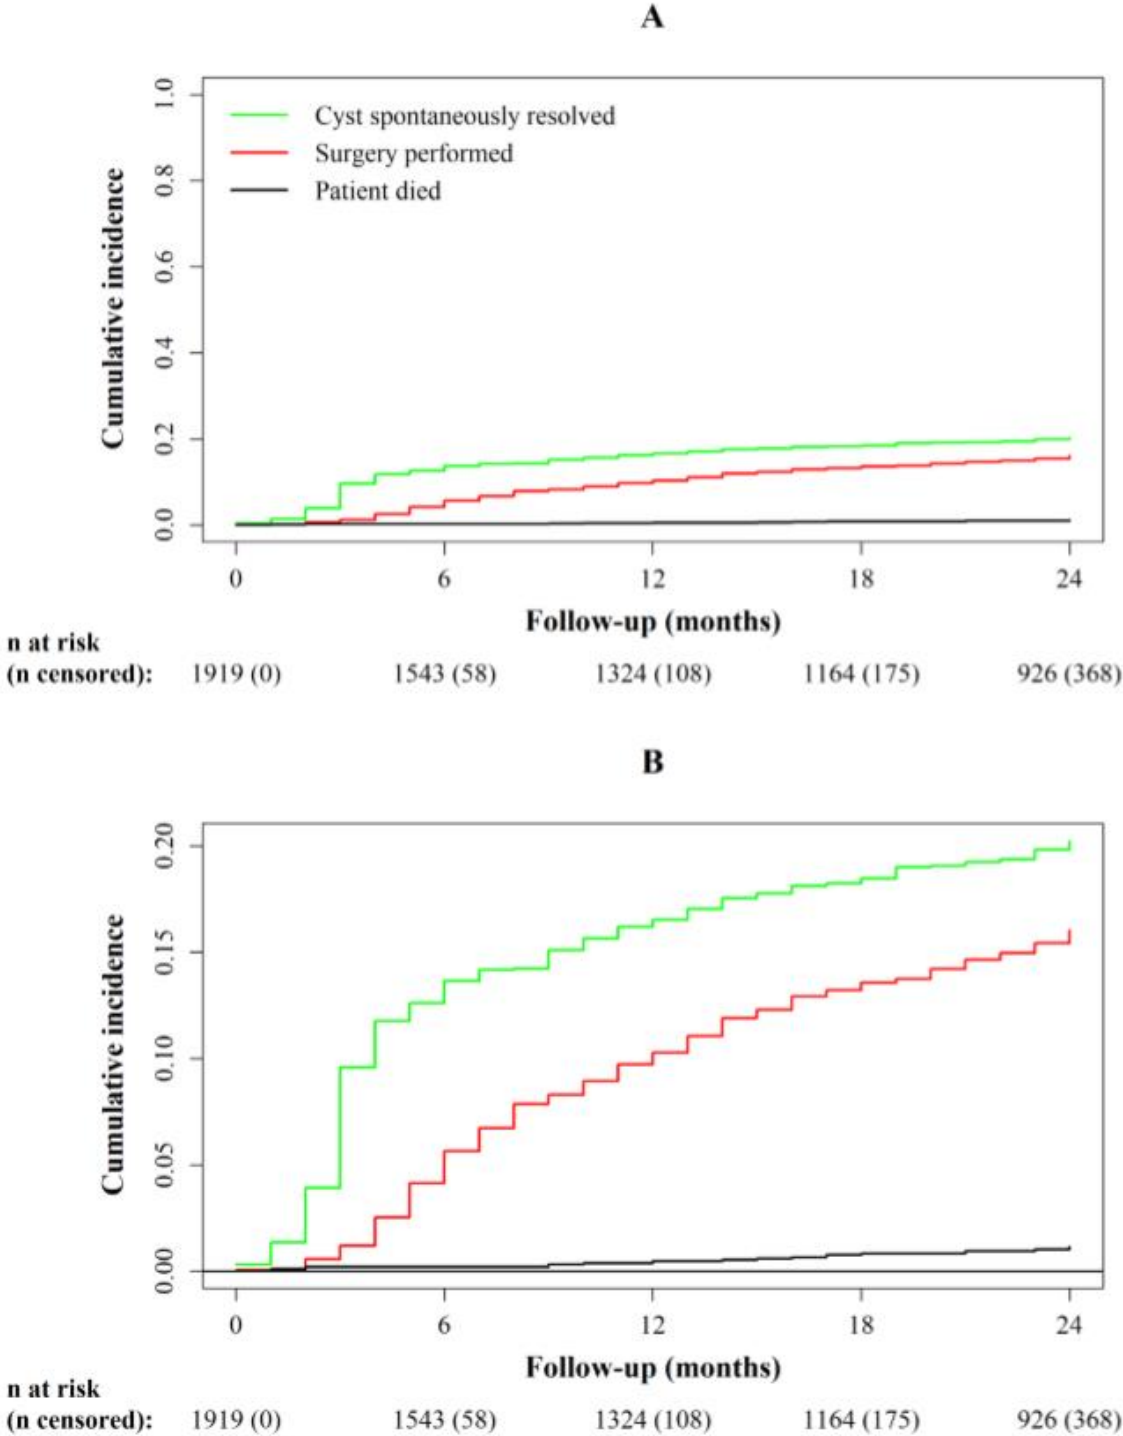 A
1.0
0.8
0.6
0.4
0.2
0.0
Cumulative incidence
Cyst spontaneously resolved
Surgery performed
Patient died
0 6 12 18 24
Follow-up (months)
n at risk
(n censored): 1919 (0) 1543 (58) 1324 (108) 1164 (175) 926 (368)
B
0.20
0.15
0.10
0.05
0.00
Cumulative incidence
0 6 12 18 24
Follow-up (months)
n at risk
(n censored): 1919 (0) 1543 (58) 1324 (108) 1164 (175) 926 (368)